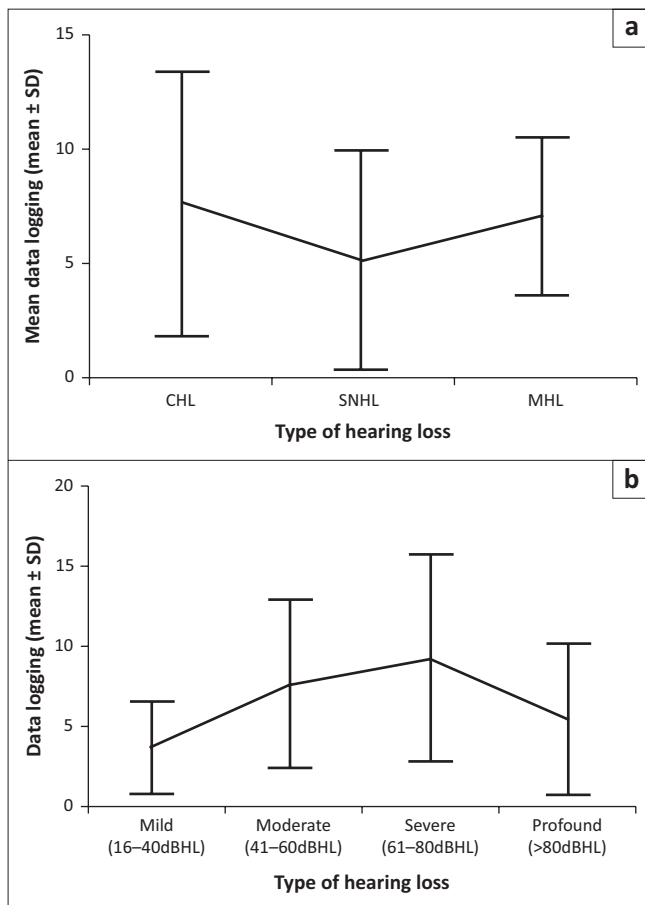 a
Mean data logging (mean ± SD)
15
10
5
0
CHL SNHL MHL
Type of hearing loss
b
Data logging (mean ± SD)
20
15
10
5
0
Mild Moderate Severe Profound
(16–40dBHL) (41–60dBHL) (61–80dBHL) (>80dBHL)
Type of hearing loss